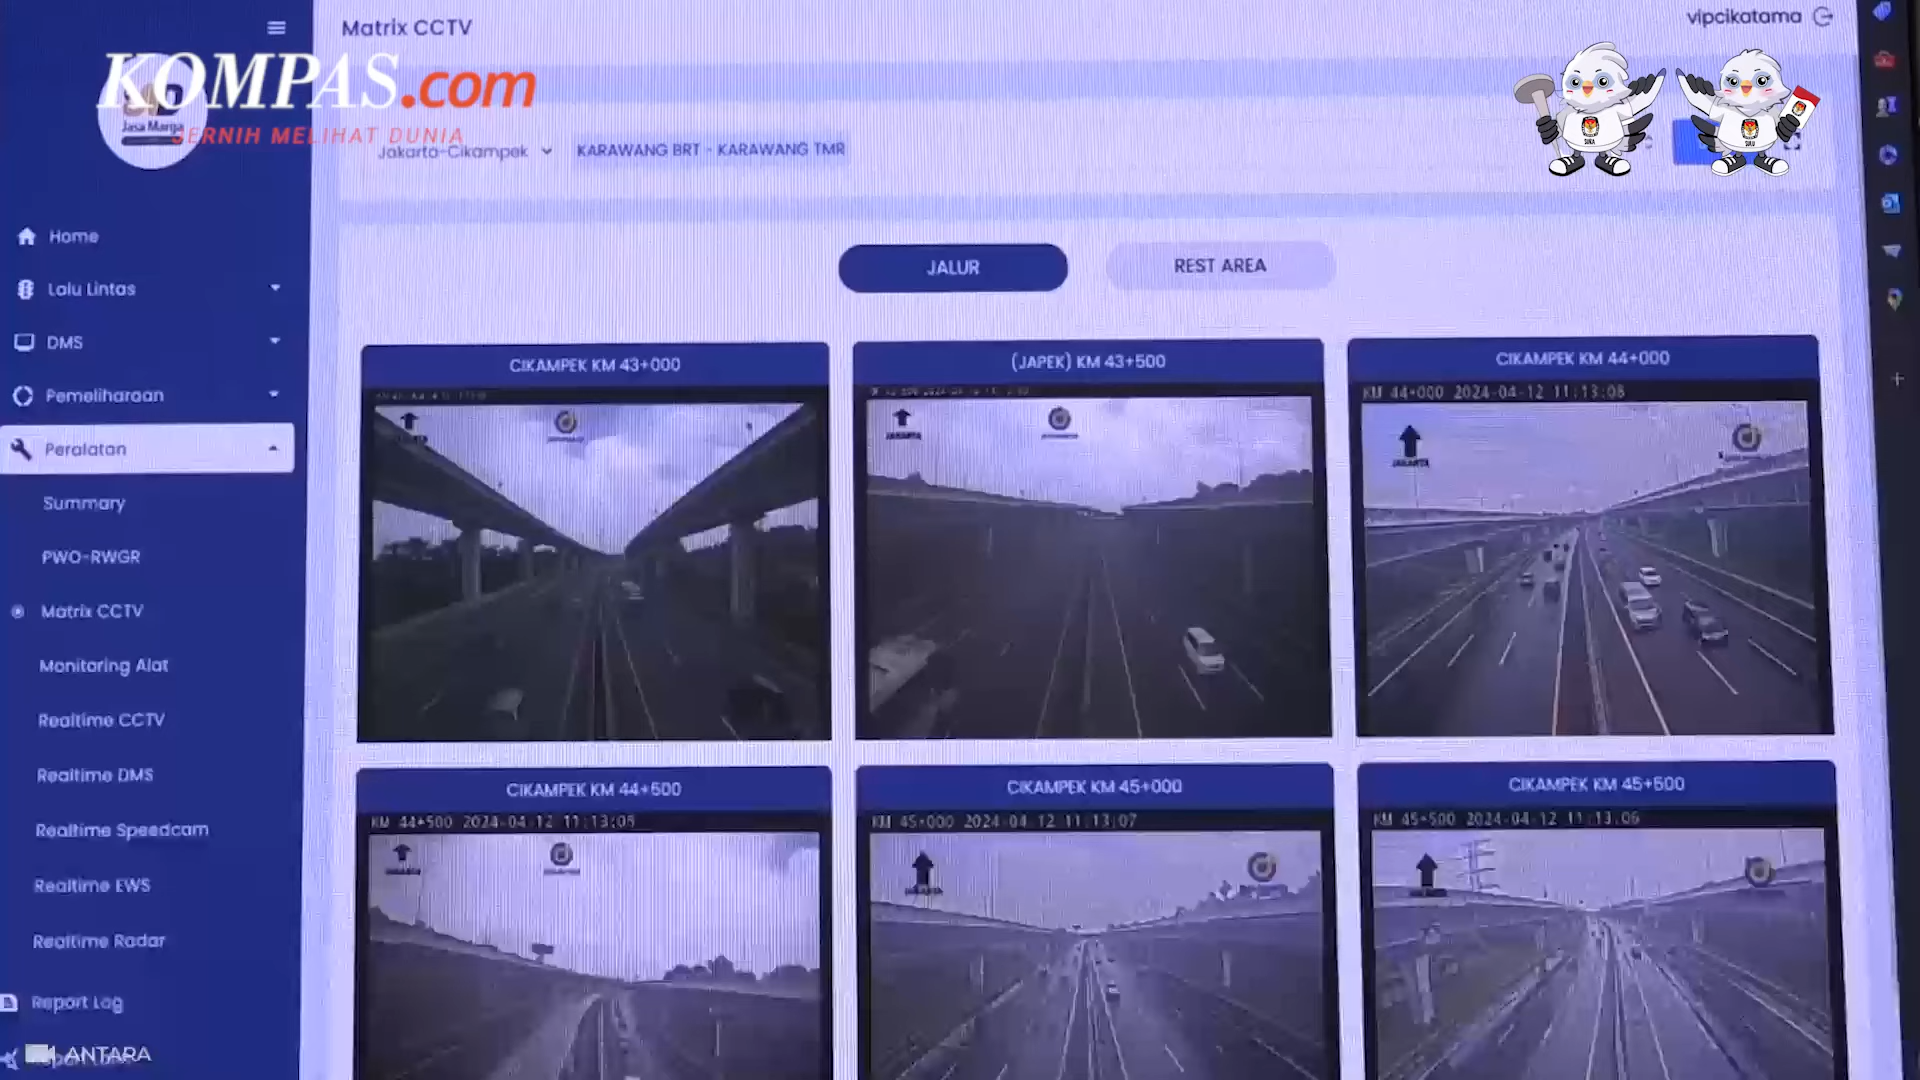 Matrix CCTV
vipcikatama
KOMPAS.com
JERNIH MELIHAT DUNIA
Jasa Marga
Jakarta-Cikampek
KARAWANG BRT - KARAWANG TMR
JALUR
REST AREA
Home
Lalu Lintas
DMS
Pemeliharaan
Peralatan
Summary
PWO-RWGR
Matrix CCTV
Monitoring Alat
Realtime CCTV
Realtime DMS
Realtime Speedcam
Realtime EWS
Realtime Radar
Report Log
ANTARA
CIKAMPEK KM 43+000
(JAPEK) KM 43+500
CIKAMPEK KM 44+000
KM 44+000 2024-04-12 11:13:08
JAKARTA
JAKARTA
CIKAMPEK KM 44+500
CIKAMPEK KM 45+000
CIKAMPEK KM 45+500
KM 44+500 2024-04-12 11:13:05
KM 45+000 2024-04-12 11:13:07
KM 45+500 2024-04-12 11:13:06
JAKARTA
JAKARTA